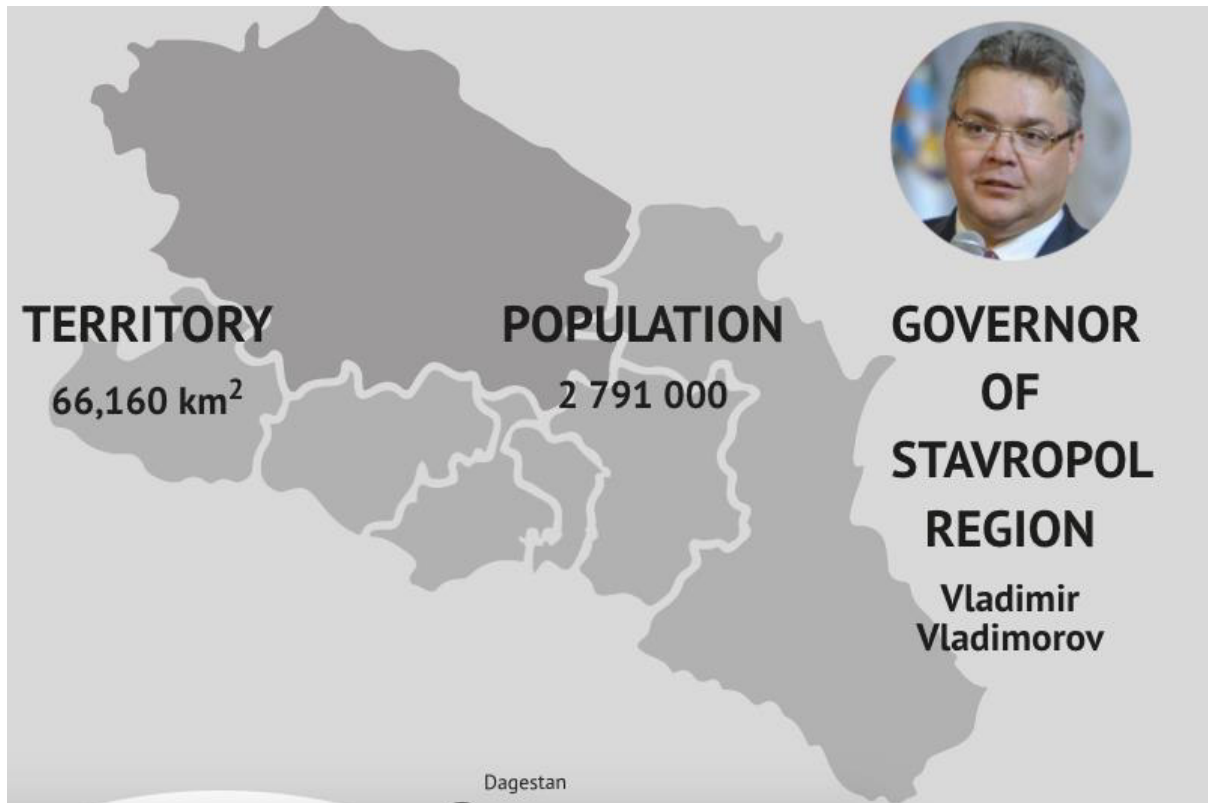 TERRITORY
66,160 km²
POPULATION
2 791 000
GOVERNOR
OF
STAVROPOL
REGION
Vladimir
Vladimorov
Dagestan